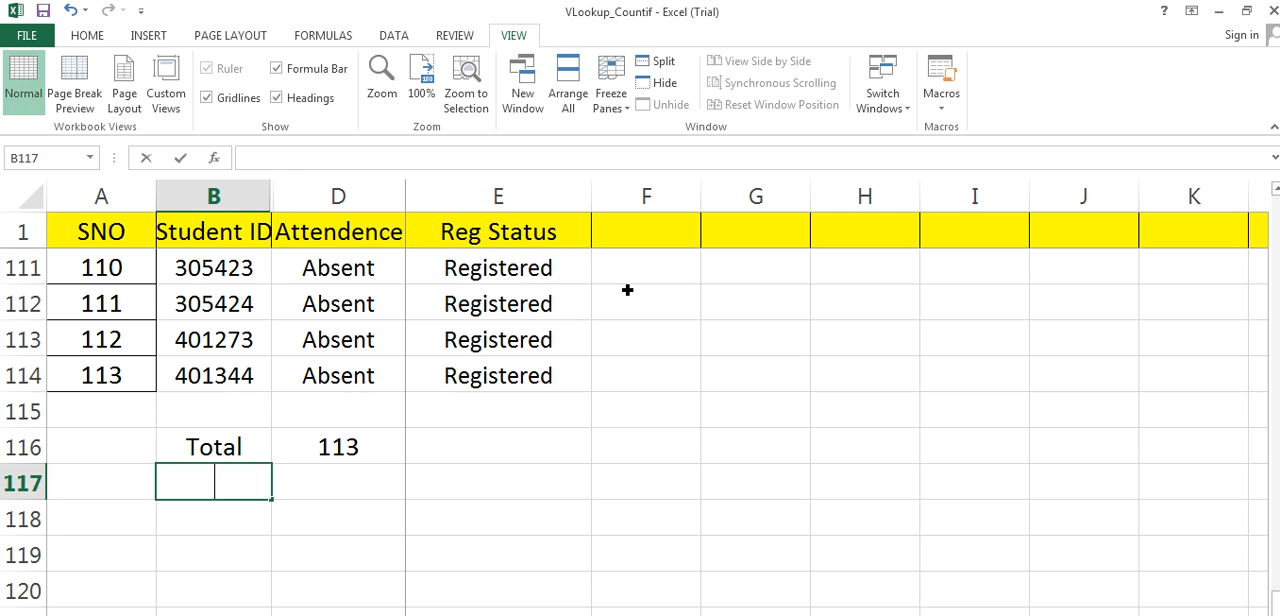 VLookup_Countif - Excel (Trial)
?
FILE HOME INSERT PAGE LAYOUT FORMULAS DATA REVIEW VIEW Sign in
Normal
Page Break Preview
Page Layout
Custom Views
Workbook Views
Ruler
Formula Bar
Gridlines
Headings
Show
Zoom
100
100%
Zoom to Selection
Zoom
New Window
Arrange All
Freeze Panes
Split
Hide
Unhide
View Side by Side
Synchronous Scrolling
Reset Window Position
Window
Switch Windows
Macros
Macros
B117 fx
A B D E F G H I J K
1 SNO Student ID Attendence Reg Status
111 110 305423 Absent Registered
112 111 305424 Absent Registered
113 112 401273 Absent Registered
114 113 401344 Absent Registered
115
116 Total 113
117
118
119
120